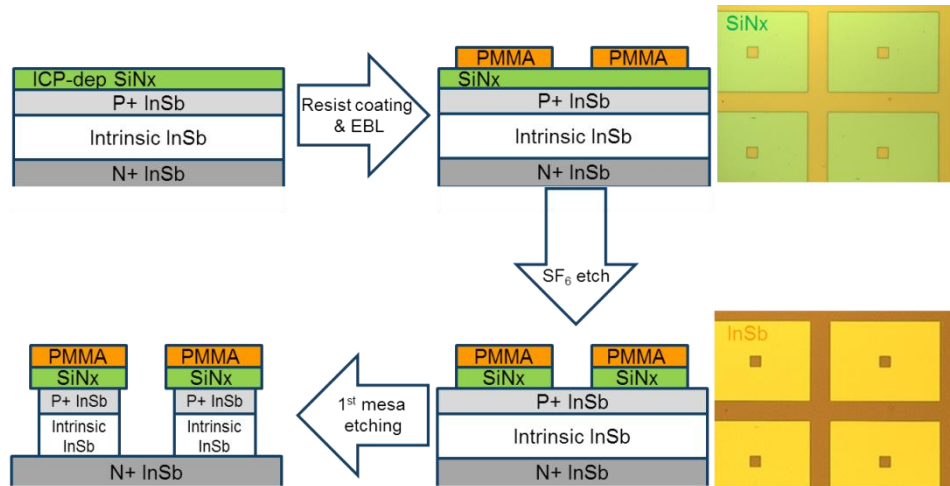 ICP-dep SiNx
P+ InSb
Intrinsic InSb
N+ InSb
Resist coating
& EBL
PMMA PMMA
SiNx
P+ InSb
Intrinsic InSb
N+ InSb
SiNx
SF6 etch
PMMA PMMA
SiNx SiNx
P+ InSb P+ InSb
Intrinsic Intrinsic
InSb InSb
N+ InSb
1st mesa
etching
PMMA PMMA
SiNx SiNx
P+ InSb
Intrinsic InSb
N+ InSb
InSb